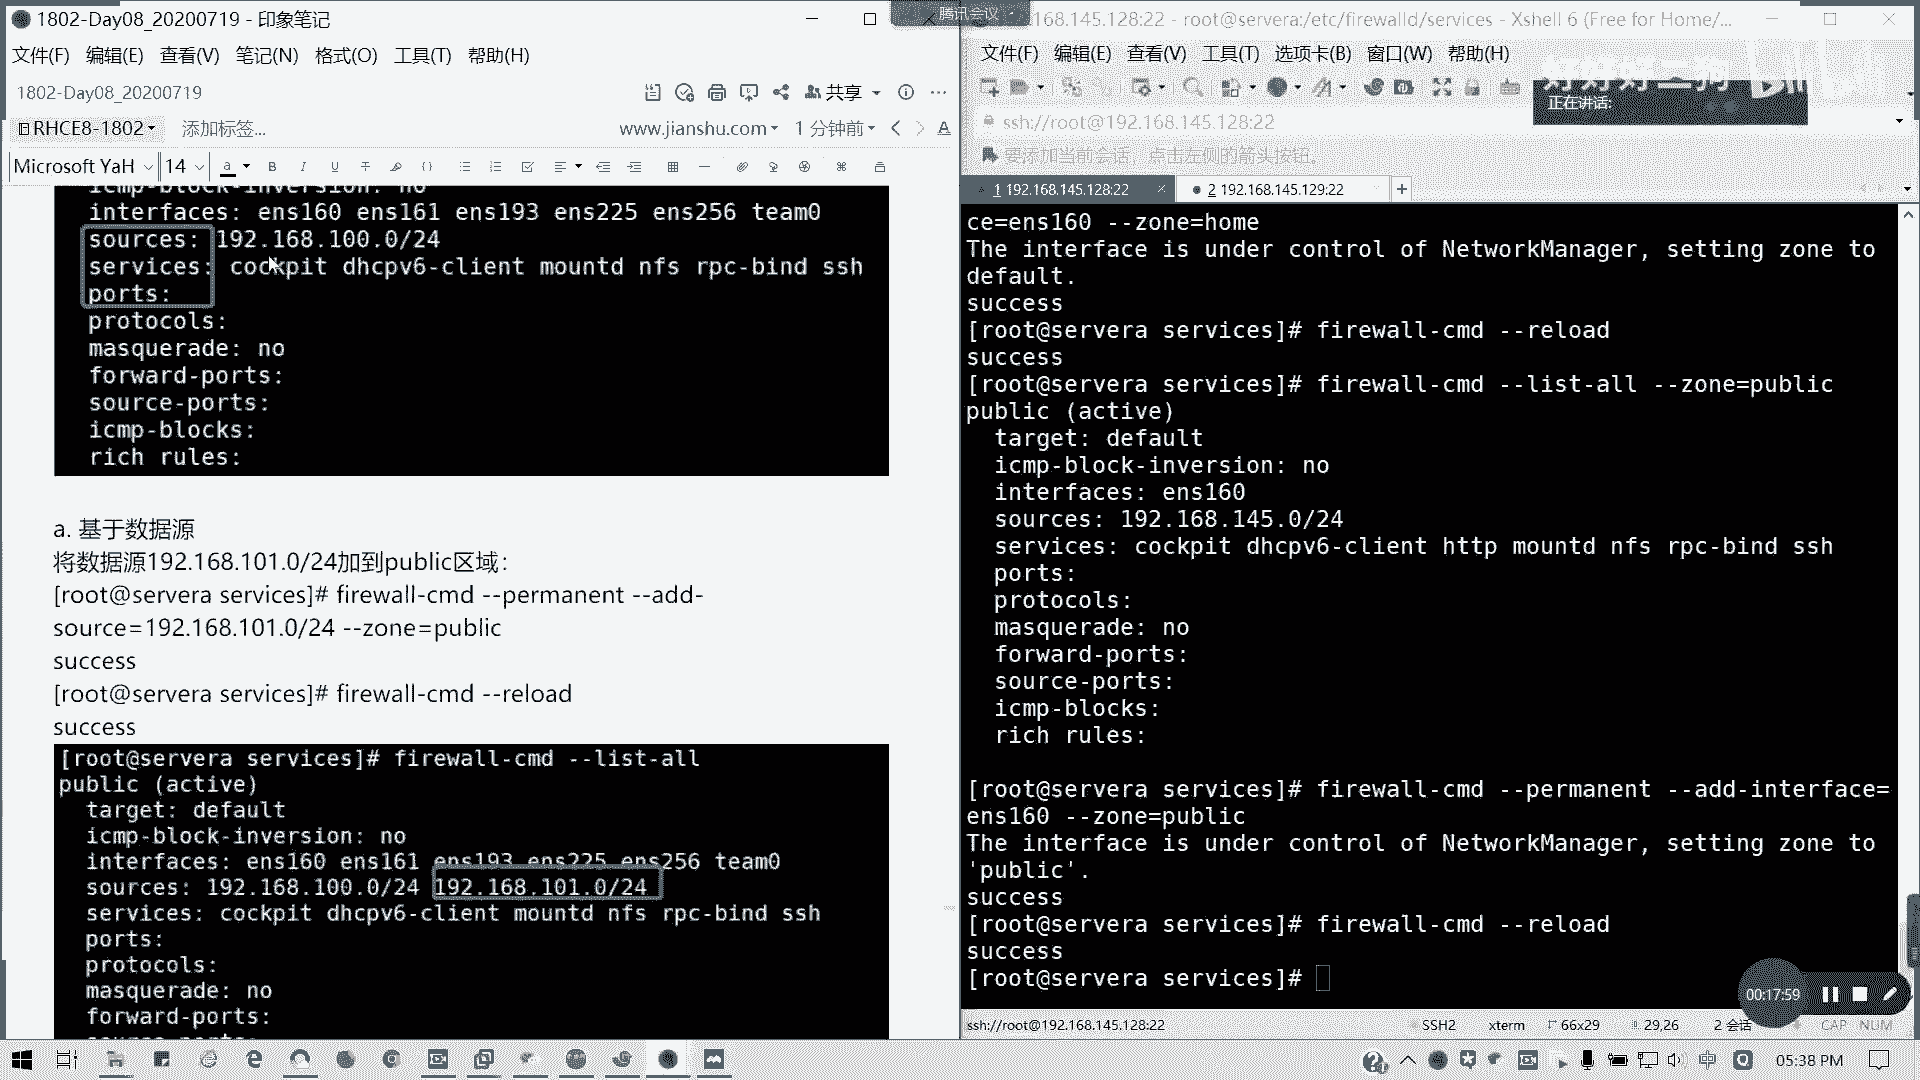 1802-Day08_20200719 - 印象笔记
文件(F) 编辑(E) 查看(V) 笔记(N) 格式(O) 工具(T) 帮助(H)
1802-Day08_20200719
共享
RHCE8-1802 添加标签...
www.jianshu.com 1 分钟前
Microsoft YaH 14
icmp-block-inversion: no
interfaces: ens160 ens161 ens193 ens225 ens256 team0
sources: 192.168.100.0/24
services: cockpit dhcpv6-client mountd nfs rpc-bind ssh
ports:
protocols:
masquerade: no
forward-ports:
source-ports:
icmp-blocks:
rich rules:
a. 基于数据源
将数据源192.168.101.0/24加到public区域：
[root@servera services]# firewall-cmd --permanent --add-
source=192.168.101.0/24 --zone=public
success
[root@servera services]# firewall-cmd --reload
success
[root@servera services]# firewall-cmd --list-all
public (active)
target: default
icmp-block-inversion: no
interfaces: ens160 ens161 ens193 ens225 ens256 team0
sources: 192.168.100.0/24 192.168.101.0/24
services: cockpit dhcpv6-client mountd nfs rpc-bind ssh
ports:
protocols:
masquerade: no
forward-ports:
腾讯会议
168.145.128:22 - root@servera:/etc/firewalld/services - Xshell 6 (Free for Home/...
文件(F) 编辑(E) 查看(V) 工具(T) 选项卡(B) 窗口(W) 帮助(H)
正在讲话:
ssh://root@192.168.145.128:22
要添加当前会话，点击左侧的箭头按钮。
1 192.168.145.128:22
2 192.168.145.129:22
ce=ens160 --zone=home
The interface is under control of NetworkManager, setting zone to
default.
success
[root@servera services]# firewall-cmd --reload
success
[root@servera services]# firewall-cmd --list-all --zone=public
public (active)
target: default
icmp-block-inversion: no
interfaces: ens160
sources: 192.168.145.0/24
services: cockpit dhcpv6-client http mountd nfs rpc-bind ssh
ports:
protocols:
masquerade: no
forward-ports:
source-ports:
icmp-blocks:
rich rules:
[root@servera services]# firewall-cmd --permanent --add-interface=
ens160 --zone=public
The interface is under control of NetworkManager, setting zone to
'public'.
success
[root@servera services]# firewall-cmd --reload
success
[root@servera services]#
00:17:59
ssh://root@192.168.145.128:22 SSH2 xterm 66x29 29,26 2 会话 CAP NUM
中 05:38 PM